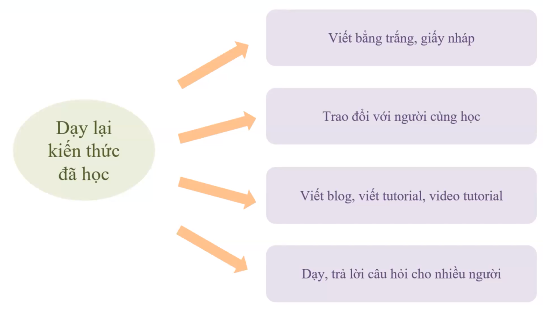 Dạy lại
kiến thức
đã học
Viết bằng trắng, giấy nháp
Trao đổi với người cùng học
Viết blog, viết tutorial, video tutorial
Dạy, trả lời câu hỏi cho nhiều người